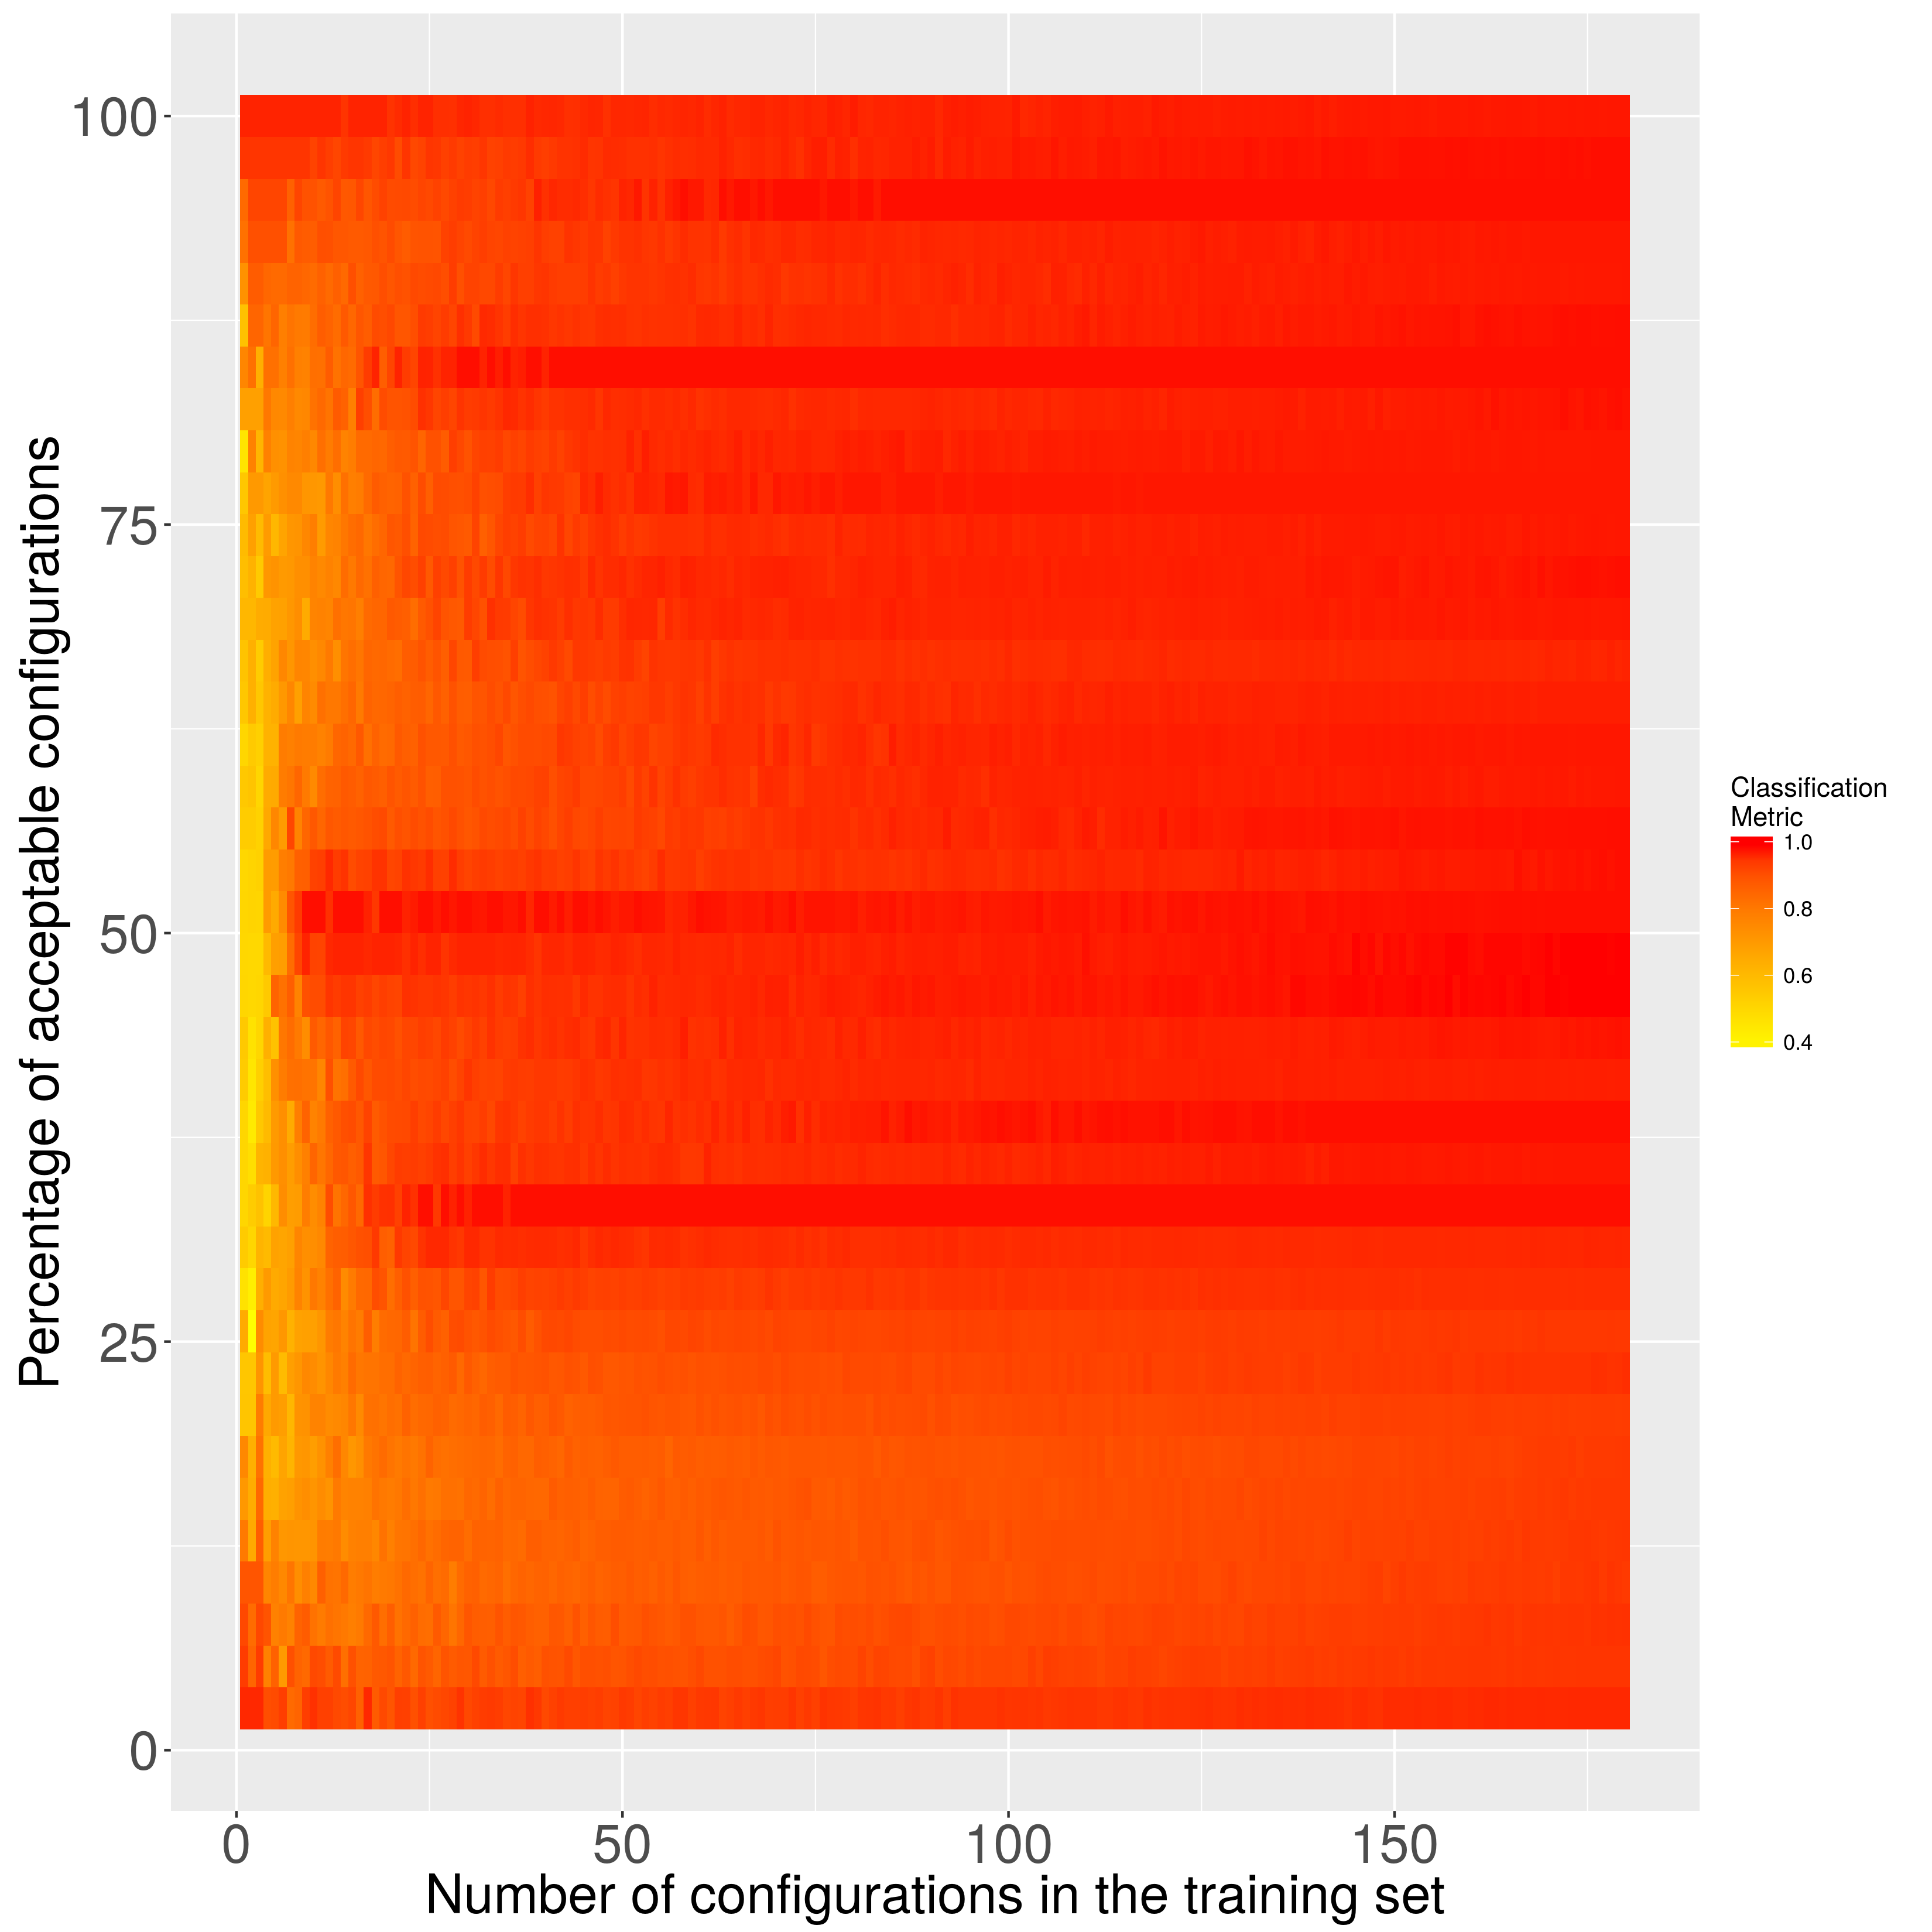 Percentage of acceptable configurations
100
75
50
25
0
0 50 100 150
Number of configurations in the training set
Classification
Metric
1.0
0.8
0.6
0.4